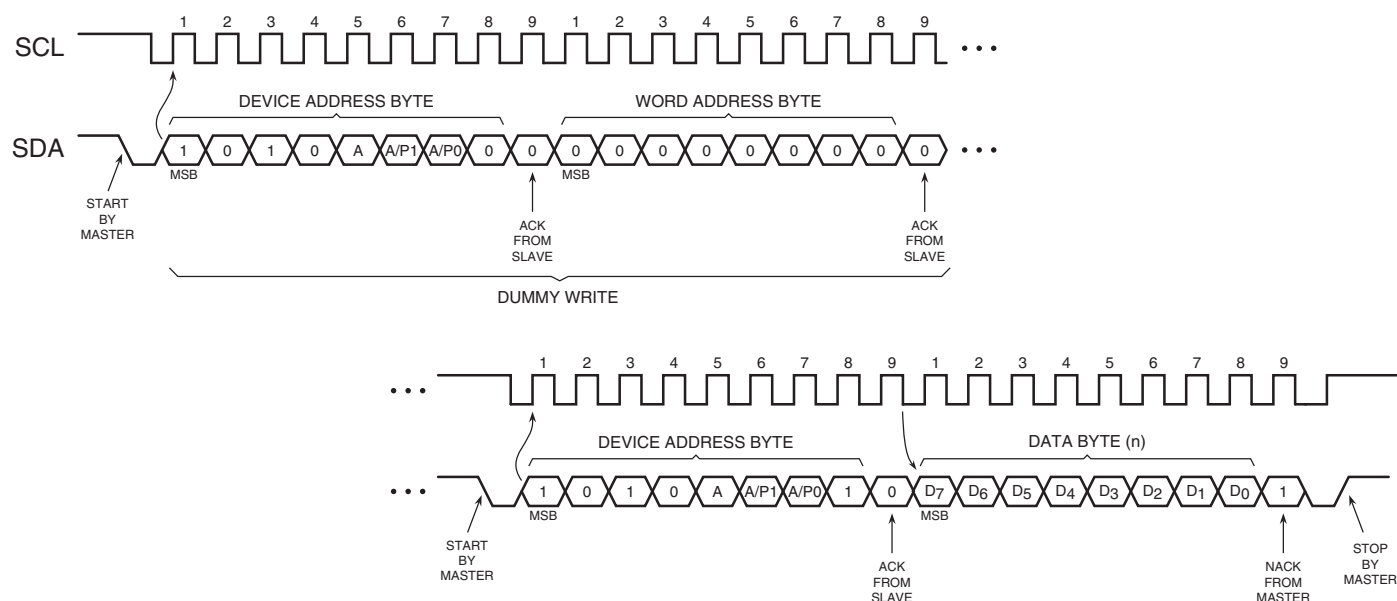 1 2 3 4 5 6 7 8 9 1 2 3 4 5 6 7 8 9
SCL • • •
DEVICE ADDRESS BYTE WORD ADDRESS BYTE
SDA 1 0 1 0 A A/P1 A/P0 0 0 0 0 0 0 0 0 0 0 0 • • •
MSB MSB
START
BY
MASTER
ACK
FROM
SLAVE
ACK
FROM
SLAVE
DUMMY WRITE
1 2 3 4 5 6 7 8 9 1 2 3 4 5 6 7 8 9
• • •
DEVICE ADDRESS BYTE DATA BYTE (n)
• • • 1 0 1 0 A A/P1 A/P0 1 0 D7 D6 D5 D4 D3 D2 D1 D0 1
MSB MSB
START
BY
MASTER
ACK
FROM
SLAVE
NACK
FROM
MASTER
STOP
BY
MASTER